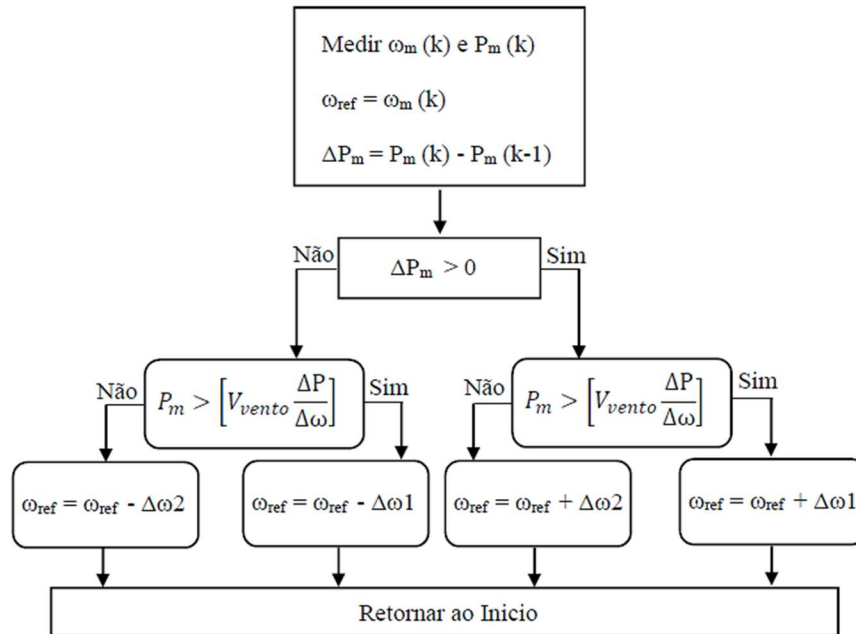 Medir ωm (k) e Pm (k)
ωref = ωm (k)
ΔPm = Pm (k) - Pm (k-1)
Não
ΔPm > 0
Sim
Não
Pm > [Vvento ΔP/Δω]
Sim
Não
Pm > [Vvento ΔP/Δω]
Sim
ωref = ωref - Δω2
ωref = ωref - Δω1
ωref = ωref + Δω2
ωref = ωref + Δω1
Retornar ao Inicio